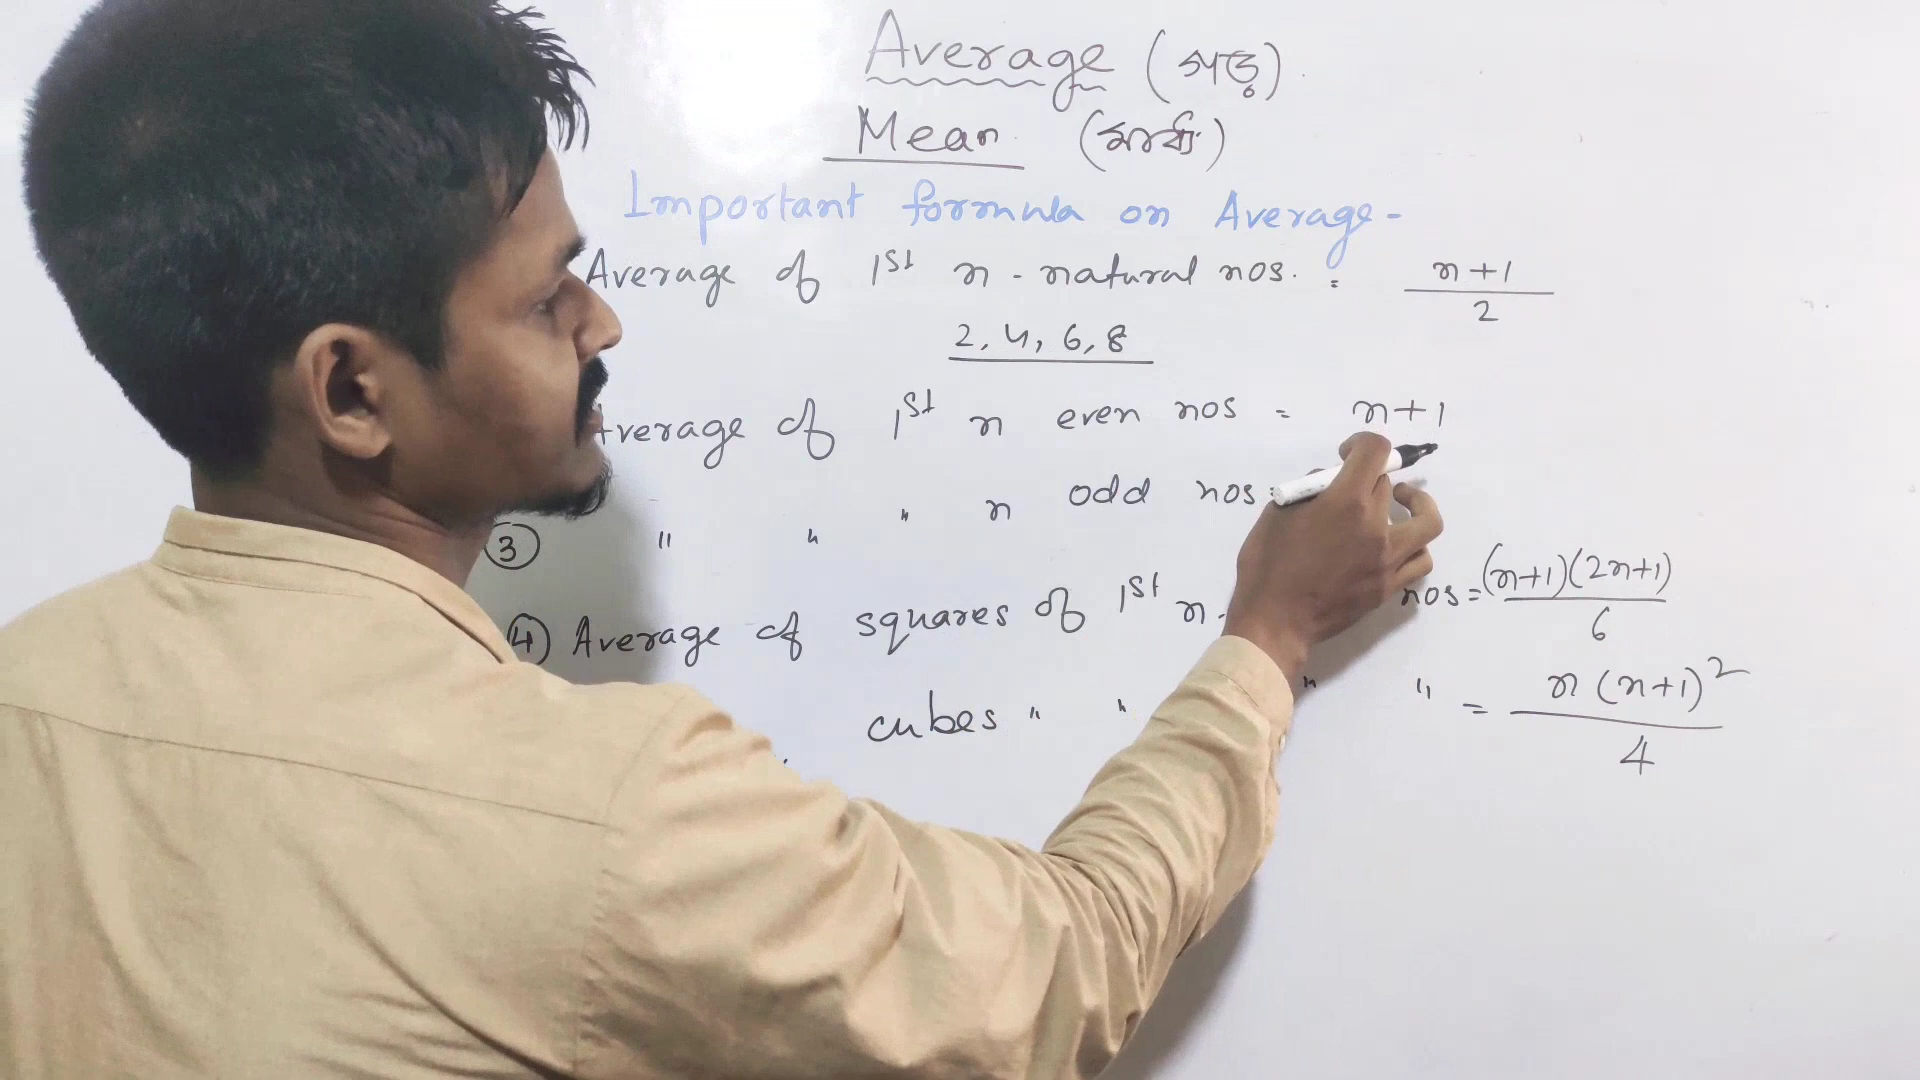 Average (গড়)
Mean (মাধ্য)
Important formula on Average -
Average of 1st n - natural nos. = n+1 / 2
2, 4, 6, 8
Average of 1st n even nos = n+1
③ " " " n odd nos =
④ Average of squares of 1st n - nos = (n+1)(2n+1) / 6
cubes " " " " = n(n+1)² / 4